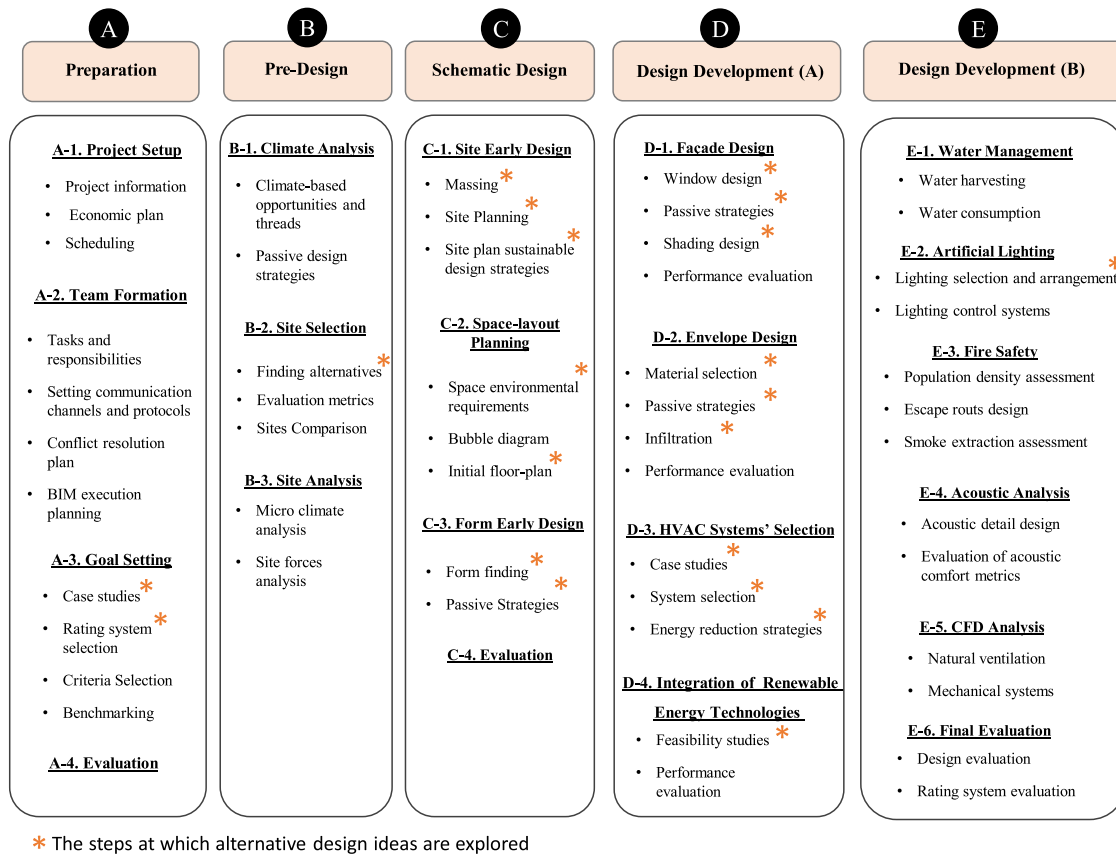 A
Preparation
A-1. Project Setup
• Project information
• Economic plan
• Scheduling
A-2. Team Formation
• Tasks and
responsibilities
• Setting communication
channels and protocols
• Conflict resolution
plan
• BIM execution
planning
A-3. Goal Setting
• Case studies *
• Rating system *
selection
• Criteria Selection
• Benchmarking
A-4. Evaluation
B
Pre-Design
B-1. Climate Analysis
• Climate-based
opportunities and
threads
• Passive design
strategies
B-2. Site Selection
• Finding alternatives *
• Evaluation metrics
• Sites Comparison
B-3. Site Analysis
• Micro climate
analysis
• Site forces
analysis
C
Schematic Design
C-1. Site Early Design
• Massing *
• Site Planning *
• Site plan sustainable *
design strategies
C-2. Space-layout
Planning
• Space environmental *
requirements
• Bubble diagram
• Initial floor-plan *
C-3. Form Early Design
• Form finding *
• Passive Strategies *
C-4. Evaluation
D
Design Development (A)
D-1. Façade Design
• Window design *
• Passive strategies *
• Shading design *
• Performance evaluation
D-2. Envelope Design
• Material selection *
• Passive strategies *
• Infiltration *
• Performance evaluation
D-3. HVAC Systems' Selection
• Case studies *
• System selection *
• Energy reduction strategies *
D-4. Integration of Renewable
Energy Technologies
• Feasibility studies *
• Performance
evaluation
E
Design Development (B)
E-1. Water Management
• Water harvesting
• Water consumption
E-2. Artificial Lighting
• Lighting selection and arrangement *
• Lighting control systems
E-3. Fire Safety
• Population density assessment
• Escape routs design
• Smoke extraction assessment
E-4. Acoustic Analysis
• Acoustic detail design
• Evaluation of acoustic
comfort metrics
E-5. CFD Analysis
• Natural ventilation
• Mechanical systems
E-6. Final Evaluation
• Design evaluation
• Rating system evaluation
* The steps at which alternative design ideas are explored